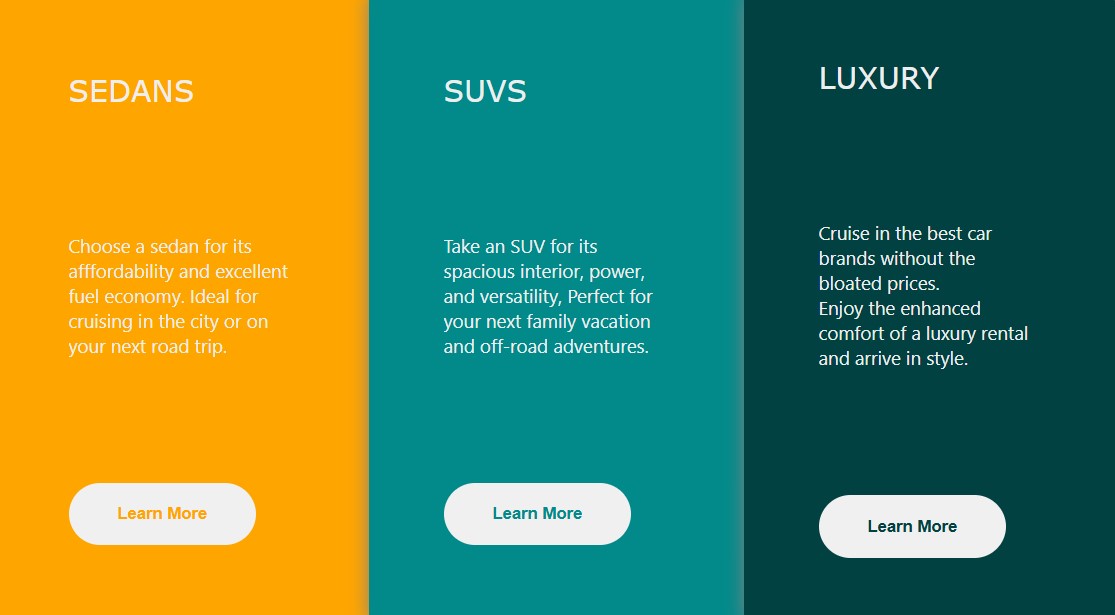 SEDANS
Choose a sedan for its
afffordability and excellent
fuel economy. Ideal for
cruising in the city or on
your next road trip.
Learn More
SUVS
Take an SUV for its
spacious interior, power,
and versatility, Perfect for
your next family vacation
and off-road adventures.
Learn More
LUXURY
Cruise in the best car
brands without the
bloated prices.
Enjoy the enhanced
comfort of a luxury rental
and arrive in style.
Learn More